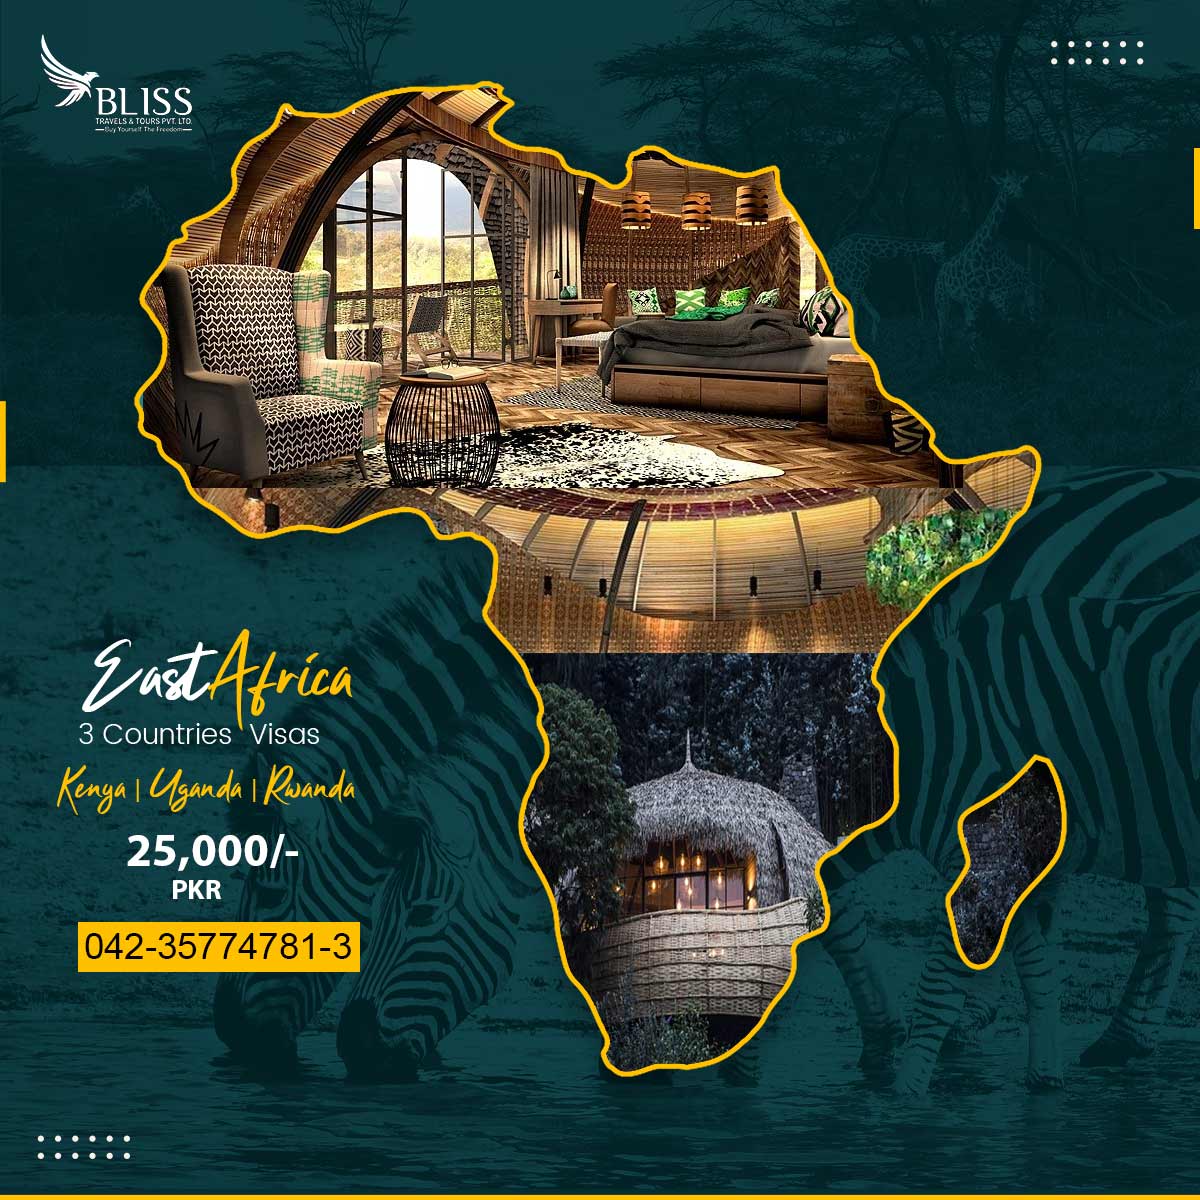 BLISS
TRAVELS & TOURS PVT. LTD.
Buy Yourself The Freedom
East Africa
3 Countries Visas
Kenya | Uganda | Rwanda
25,000/-
PKR
042-35774781-3